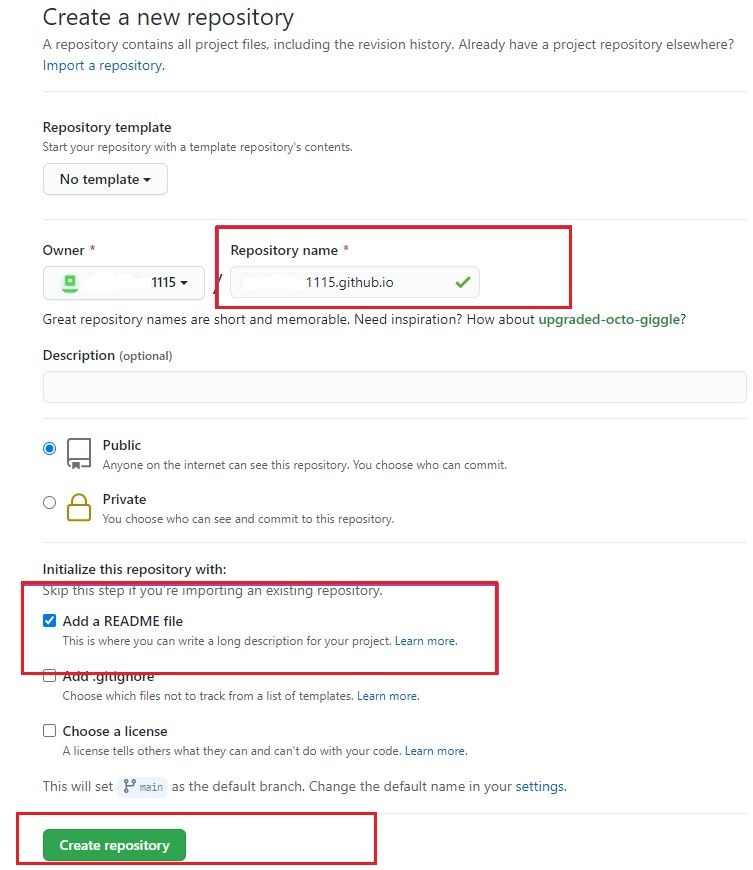 Create a new repository
A repository contains all project files, including the revision history. Already have a project repository elsewhere?
Import a repository.
Repository template
Start your repository with a template repository's contents.
No template
Owner *
Repository name *
1115
/
1115.github.io
Great repository names are short and memorable. Need inspiration? How about upgraded-octo-giggle?
Description (optional)
Public
Anyone on the internet can see this repository. You choose who can commit.
Private
You choose who can see and commit to this repository.
Initialize this repository with:
Skip this step if you're importing an existing repository.
Add a README file
This is where you can write a long description for your project. Learn more.
Add .gitignore
Choose which files not to track from a list of templates. Learn more.
Choose a license
A license tells others what they can and can't do with your code. Learn more.
This will set main as the default branch. Change the default name in your settings.
Create repository